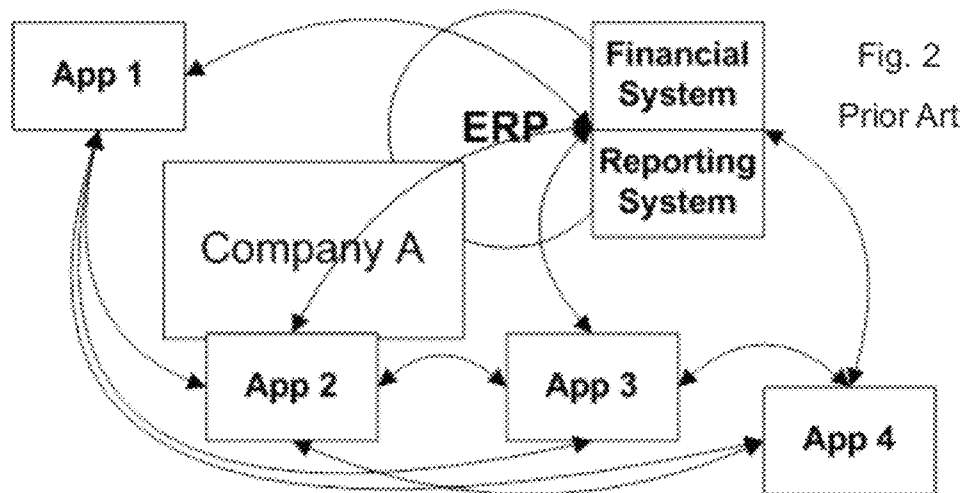 App 1
Financial
System
Fig. 2
Prior Art
ERP
Reporting
System
Company A
App 2
App 3
App 4